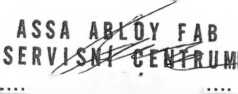 ASSA ABLOY FAB
SERVISNÍ CENTRUM
.... ....